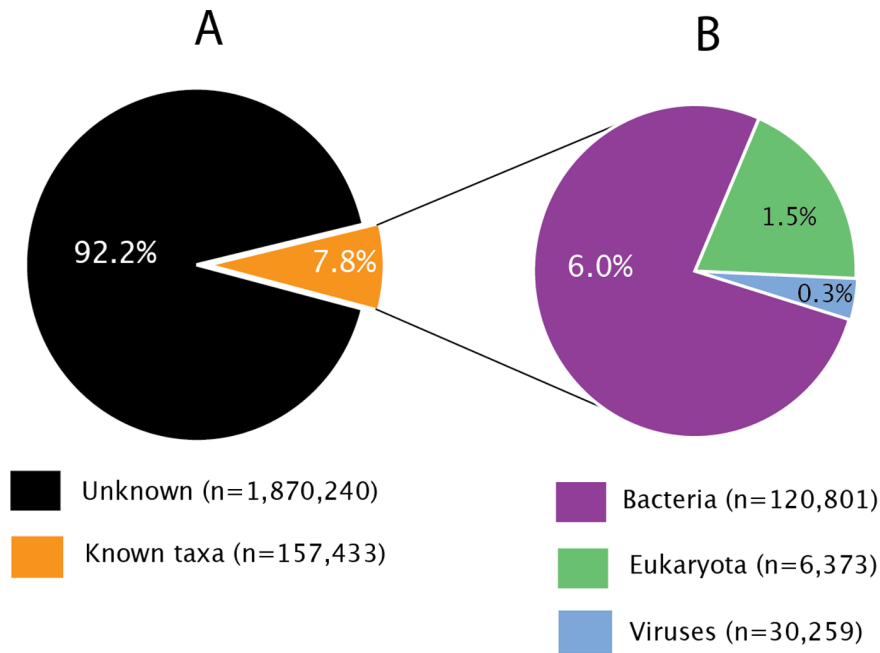 A
B
92.2%
7.8%
6.0%
1.5%
0.3%
Unknown (n=1,870,240)
Known taxa (n=157,433)
Bacteria (n=120,801)
Eukaryota (n=6,373)
Viruses (n=30,259)